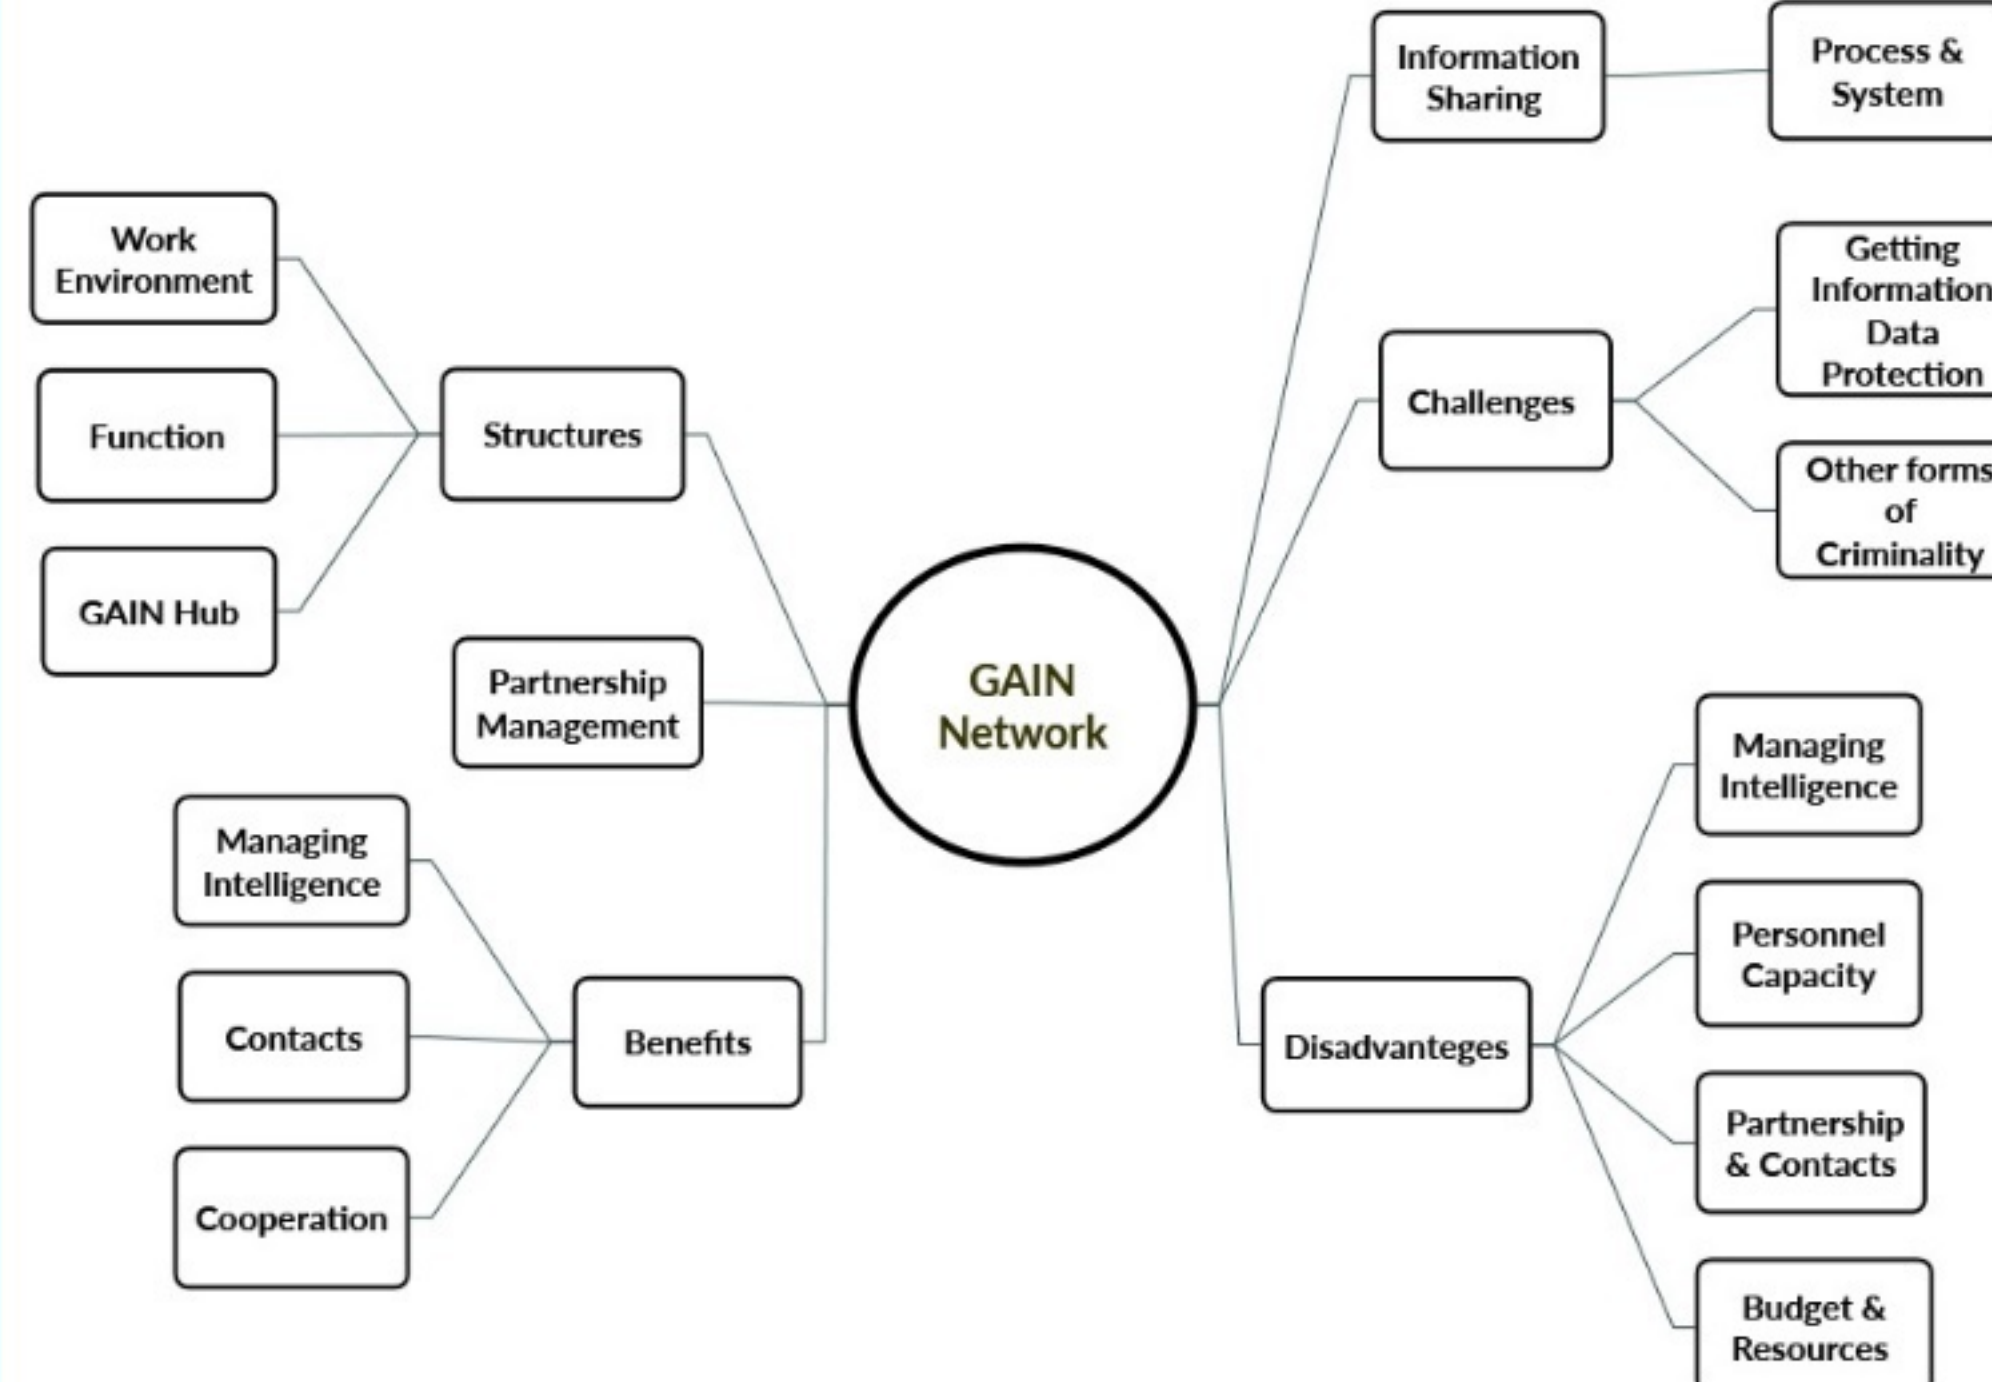 Information
Sharing
Process &
System
Work
Environment
Function
GAIN Hub
Structures
Partnership
Management
Managing
Intelligence
Contacts
Cooperation
Benefits
GAIN
Network
Challenges
Getting
Information
Data
Protection
Other forms
of
Criminality
Disadvanteges
Managing
Intelligence
Personnel
Capacity
Partnership
& Contacts
Budget &
Resources